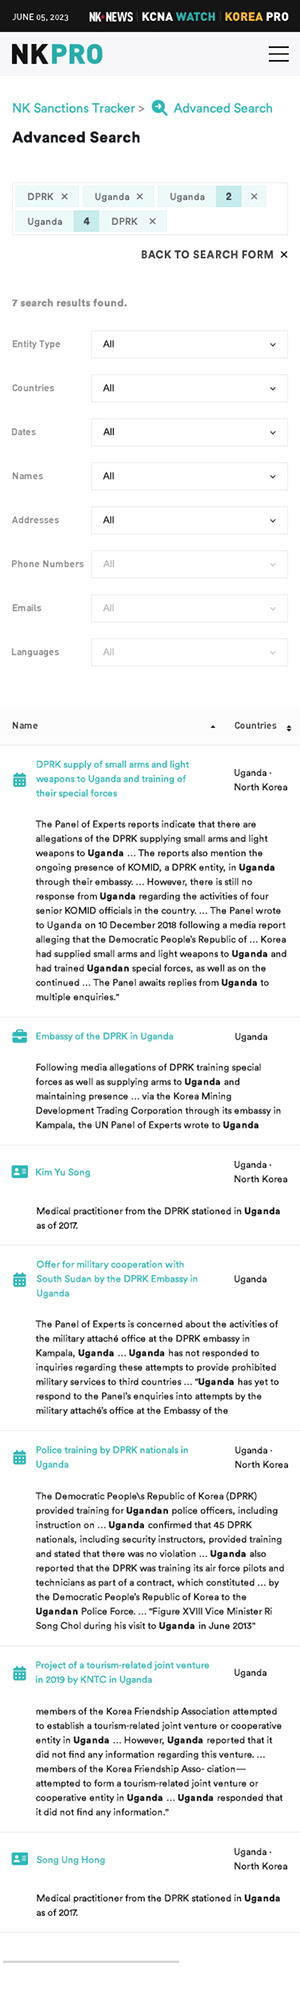 JUNE 05, 2023
NK NEWS KCNA WATCH KOREA PRO
NKPRO
NK Sanctions Tracker > Advanced Search
Advanced Search
DPRK × Uganda × Uganda 2 ×
Uganda 4 DPRK ×
BACK TO SEARCH FORM ×
7 search results found.
Entity Type All
Countries All
Dates All
Names All
Addresses All
Phone Numbers All
Emails All
Languages All
Name Countries
DPRK supply of small arms and light
weapons to Uganda and training of
their special forces
Uganda ·
North Korea
The Panel of Experts reports indicate that there are
allegations of the DPRK supplying small arms and light
weapons to Uganda ... The reports also mention the
ongoing presence of KOMID, a DPRK entity, in Uganda
through their embassy. ... However, there is still no
response from Uganda regarding the activities of four
senior KOMID officials in the country. ... The Panel wrote
to Uganda on 10 December 2018 following a media report
alleging that the Democratic People's Republic of ... Korea
had supplied small arms and light weapons to Uganda and
had trained Ugandan special forces, as well as on the
continued ... The Panel awaits replies from Uganda to
multiple enquiries."
Embassy of the DPRK in Uganda Uganda
Following media allegations of DPRK training special
forces as well as supplying arms to Uganda and
maintaining presence ... via the Korea Mining
Development Trading Corporation through its embassy in
Kampala, the UN Panel of Experts wrote to Uganda
Kim Yu Song
Uganda ·
North Korea
Medical practitioner from the DPRK stationed in Uganda
as of 2017.
Offer for military cooperation with
South Sudan by the DPRK Embassy in
Uganda
Uganda
The Panel of Experts is concerned about the activities of
the military attaché office at the DPRK embassy in
Kampala, Uganda ... Uganda has not responded to
inquiries regarding these attempts to provide prohibited
military services to third countries ... "Uganda has yet to
respond to the Panel's enquiries into attempts by the
military attaché's office at the Embassy of the
Police training by DPRK nationals in
Uganda
Uganda ·
North Korea
The Democratic People\s Republic of Korea (DPRK)
provided training for Ugandan police officers, including
instruction on ... Uganda confirmed that 45 DPRK
nationals, including security instructors, provided training
and stated that there was no violation ... Uganda also
reported that the DPRK was training its air force pilots and
technicians as part of a contract, which constituted ... by
the Democratic People's Republic of Korea to the
Ugandan Police Force. ... "Figure XVIII Vice Minister Ri
Song Chol during his visit to Uganda in June 2013"
Project of a tourism-related joint venture
in 2019 by KNTC in Uganda
Uganda
members of the Korea Friendship Association attempted
to establish a tourism-related joint venture or cooperative
entity in Uganda ... However, Uganda reported that it
did not find any information regarding this venture. ...
members of the Korea Friendship Asso- ciation—
attempted to form a tourism-related joint venture or
cooperative entity in Uganda ... Uganda responded that
it did not find any information."
Song Ung Hong
Uganda ·
North Korea
Medical practitioner from the DPRK stationed in Uganda
as of 2017.